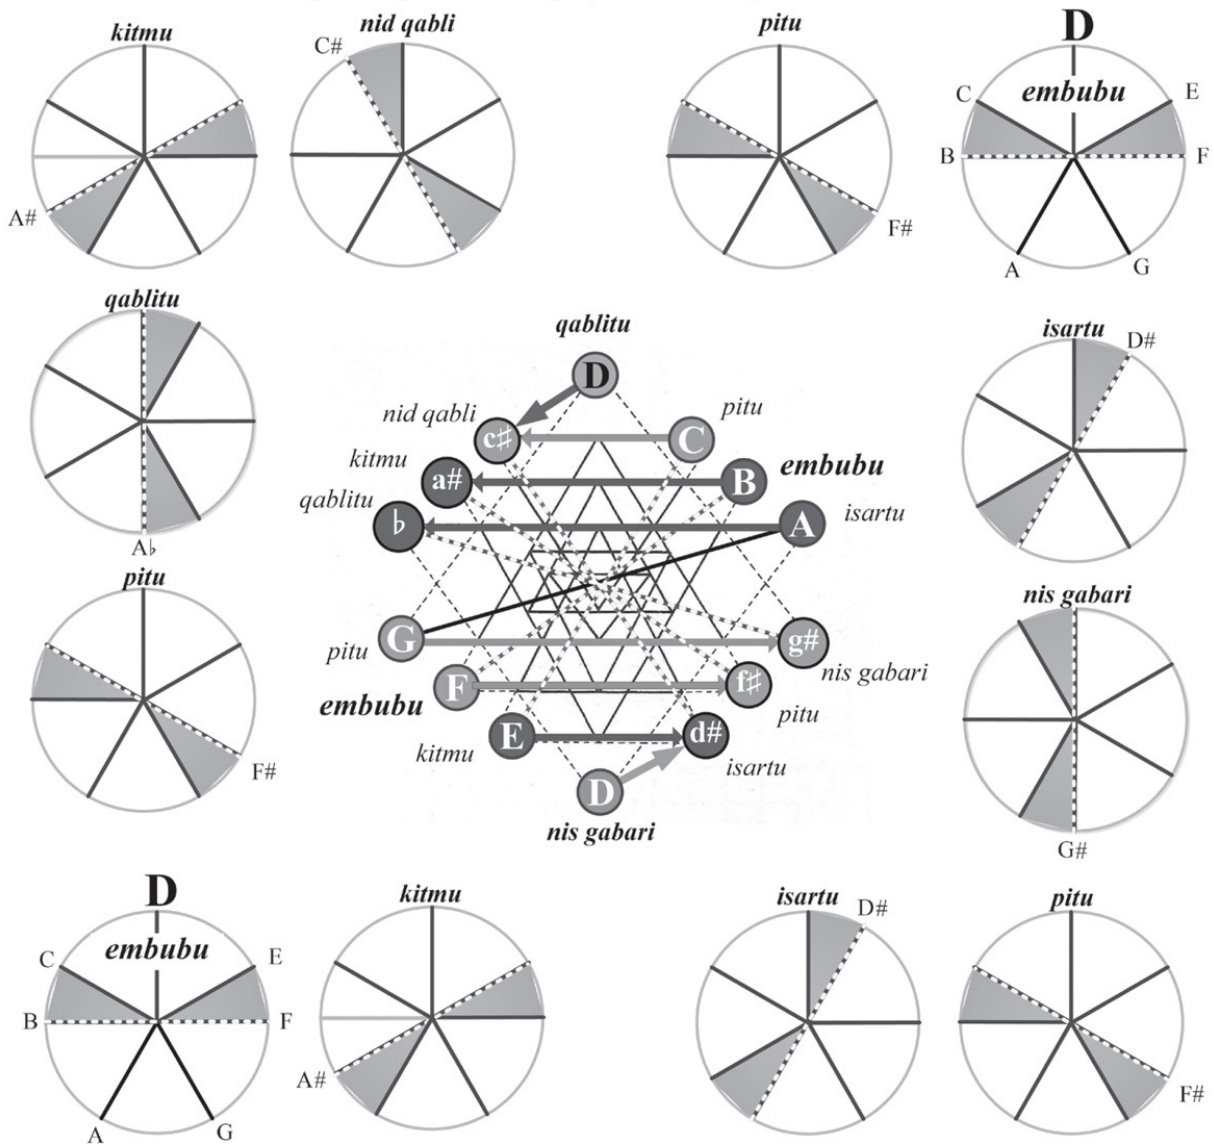 kitmu
A#
nid qabli
C#
pitu
F#
D
embubu
C
E
B
F
A
G
qablitu
A♭
isartu
D#
pitu
F#
nis gabari
G#
qablitu
D
nid qabli
c#
C
pitu
kitmu
a#
B
embubu
qablitu
♭
A
isartu
pitu
G
g#
nis gabari
embubu
F
f#
pitu
kitmu
E
d#
isartu
D
nis gabari
D
embubu
C
E
B
F
A
G
kitmu
A#
isartu
D#
pitu
F#